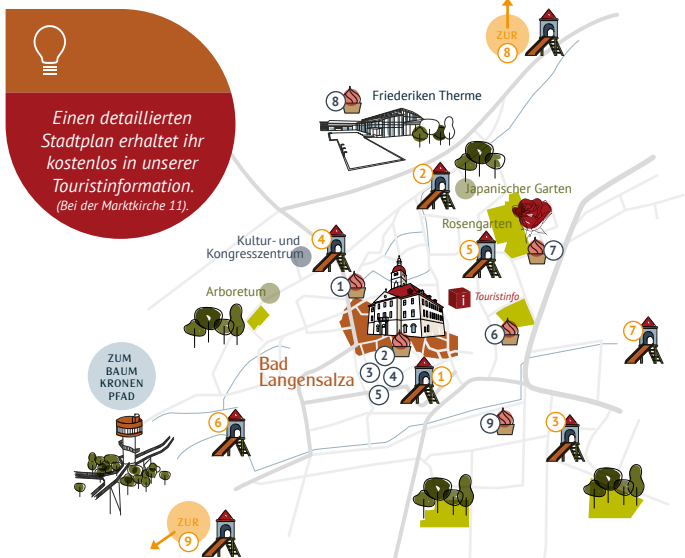 Einen detaillierten
Stadtplan erhaltet ihr
kostenlos in unserer
Touristinformation.
(Bei der Marktkirche 11).
ZUR
8
8
Friederiken Therme
2
Japanischer Garten
Rosengarten
Kultur- und
Kongresszentrum
4
5
7
1
Arboretum
i
Touristinfo
6
7
2
ZUM
BAUM
KRONEN
PFAD
Bad
Langensalza
3
4
1
5
6
9
3
ZUR
9